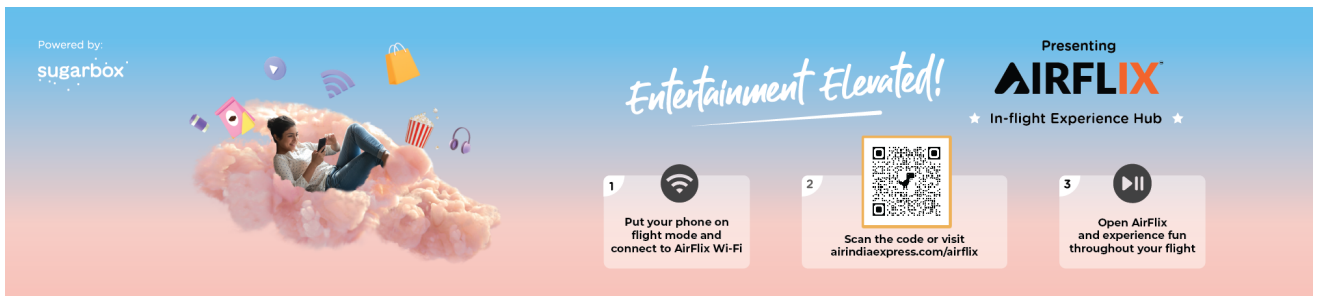 Powered by:
sugarbox
Entertainment Elevated!
Presenting
AIRFLIX
In-flight Experience Hub
1
Put your phone on
flight mode and
connect to AirFlix Wi-Fi
2
Scan the code or visit
airindiaexpress.com/airflix
3
Open AirFlix
and experience fun
throughout your flight